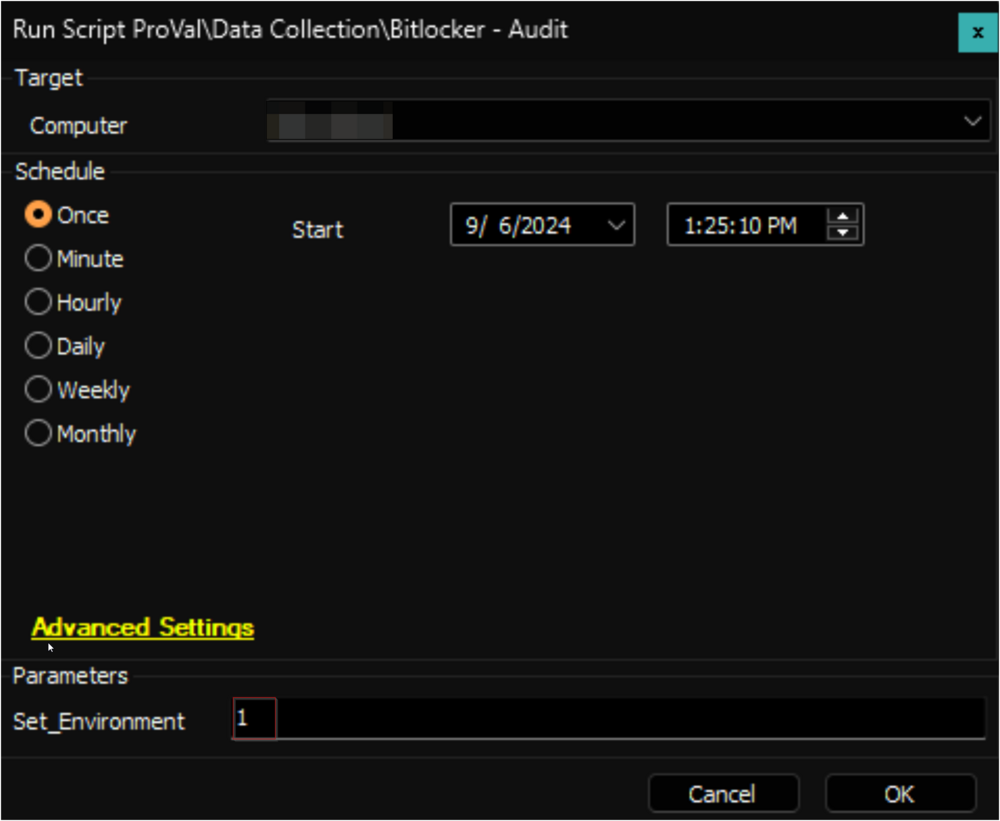 Run Script ProVal\Data Collection\Bitlocker - Audit
x
Target
Computer
Schedule
Once
Start
9/ 6/2024
1:25:10 PM
Minute
Hourly
Daily
Weekly
Monthly
Advanced Settings
Parameters
Set_Environment
1
Cancel
OK